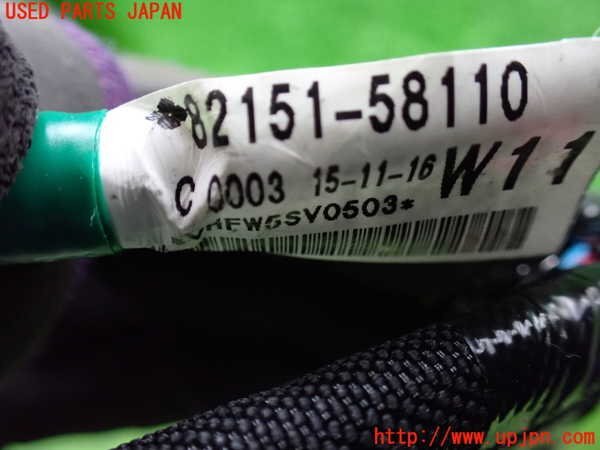 USED PARTS JAPAN
82151-58110
C 0003 15-11-16 W11
HFW5SV0503*
http://www.upjpn.com/